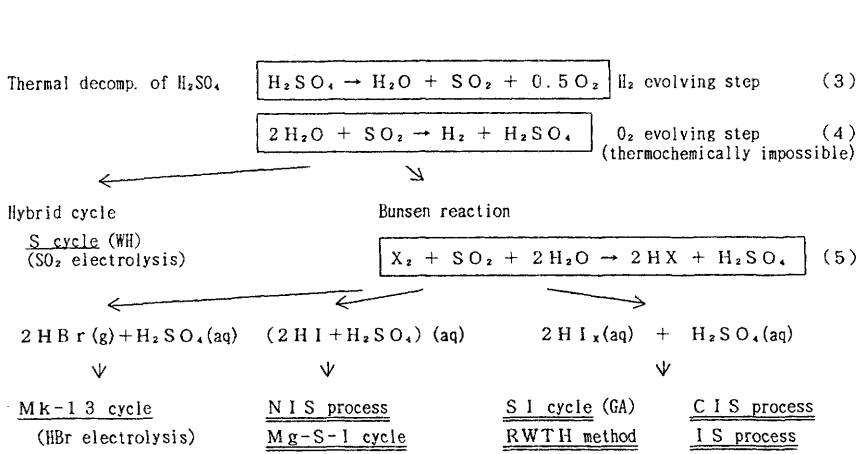 Thermal decomp. of H₂SO₄ H₂SO₄ → H₂O + SO₂ + 0.5O₂ H₂ evolving step (3)
2H₂O + SO₂ → H₂ + H₂SO₄ O₂ evolving step (4)
(thermochemically impossible)
Hybrid cycle Bunsen reaction
S cycle (WH)
(SO₂ electrolysis) X₂ + SO₂ + 2H₂O → 2HX + H₂SO₄ (5)
2HBr(g)+H₂SO₄(aq) (2HI+H₂SO₄) (aq) 2HIₓ(aq) + H₂SO₄(aq)
Mk-13 cycle NIS process SI cycle (GA) CIS process
(HBr electrolysis) Mg-S-I cycle RWTH method IS process